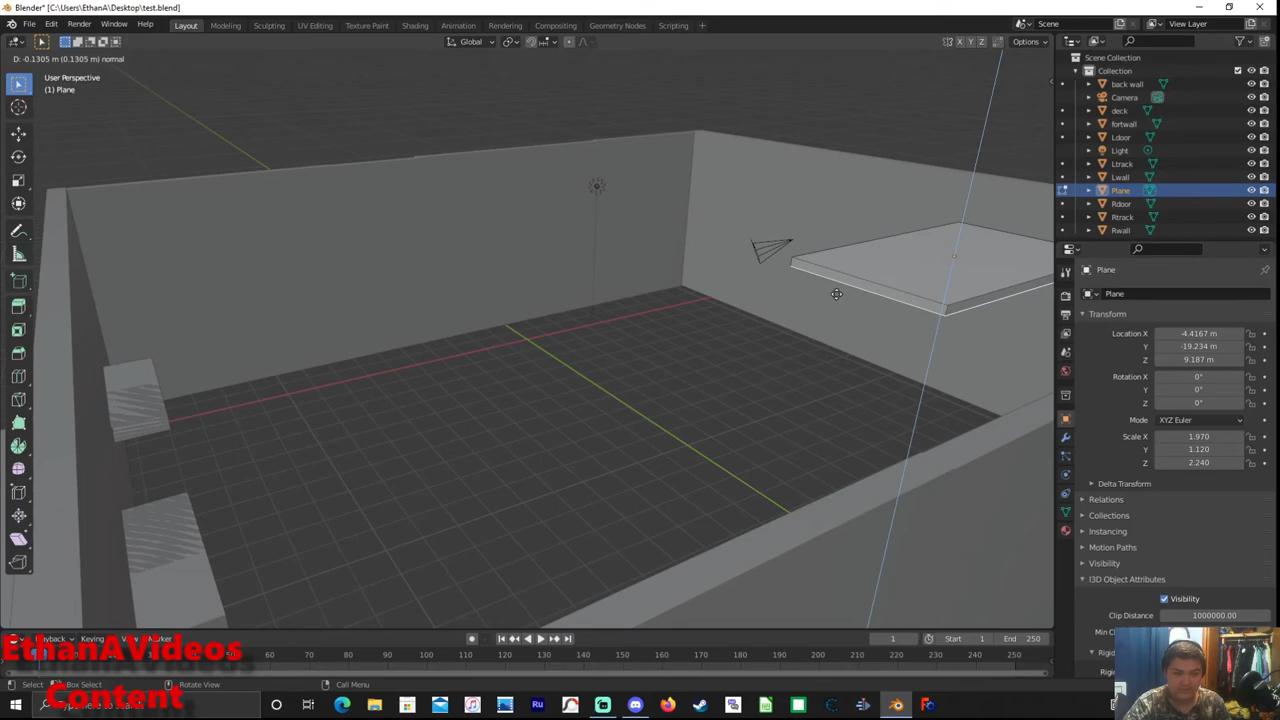 Blender* [C:\Users\EthanA\Desktop\test.blend]
File Edit Render Window Help Layout Modeling Sculpting UV Editing Texture Paint Shading Animation Rendering Compositing Geometry Nodes Scripting Scene View Layer
Global X Y Z Options
D: -0.1305 m (0.1305 m) normal
User Perspective
(1) Plane
Scene Collection
Collection
back wall
Camera
deck
fortwall
Ldoor
Light
Ltrack
Lwall
Plane
Rdoor
Rtrack
Rwall
Plane
Plane
Transform
Location X -4.4167 m
Y -19.234 m
Z 9.187 m
Rotation X 0°
Y 0°
Z 0°
Mode XYZ Euler
Scale X 1.970
Y 1.120
Z 2.240
Delta Transform
Relations
Collections
Instancing
Motion Paths
Visibility
I3D Object Attributes
Visibility
Clip Distance 1000000.00
Playback Keying View Marker 1 Start 1 End 250
70 80 90 100 110 120 130 140 150 160 170 180 190 200 210 220 230 240 250
Select Box Select Rotate View Call Menu
EthanAVideos
Content